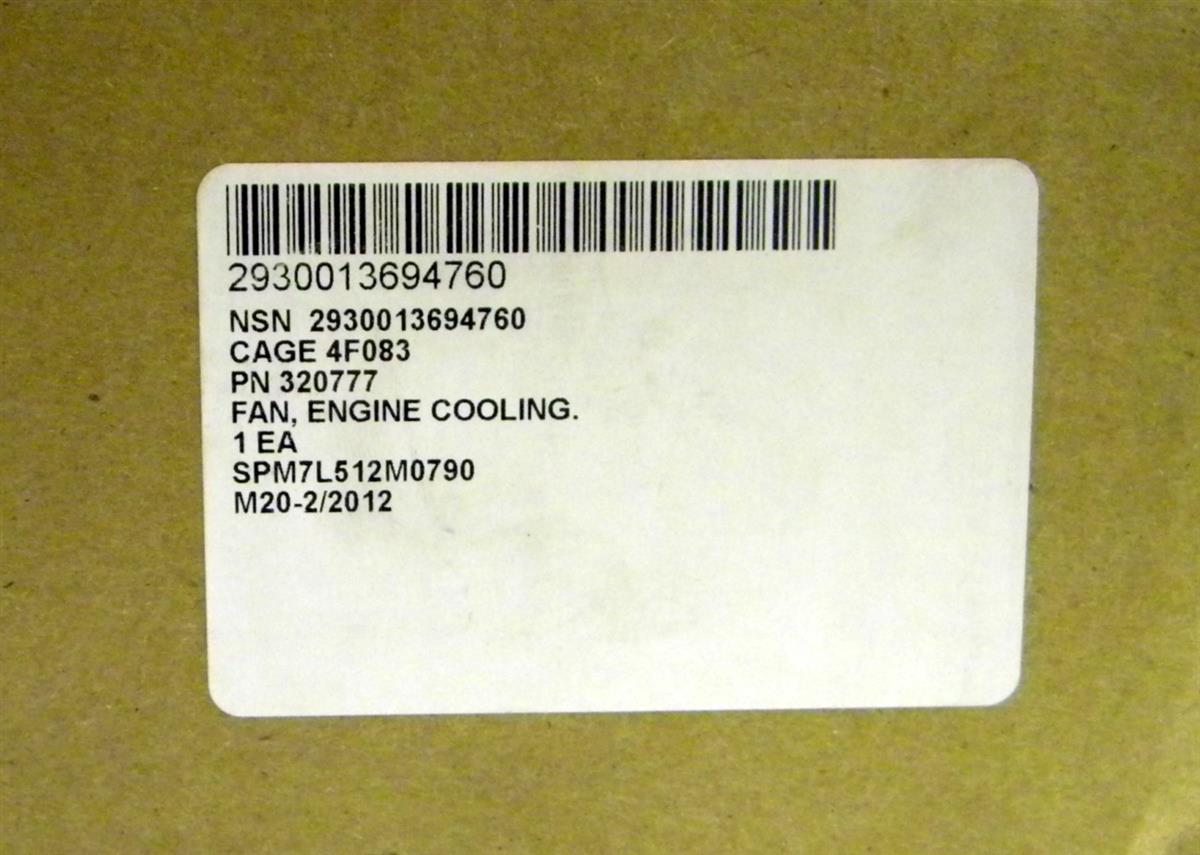 2930013694760
NSN 2930013694760
CAGE 4F083
PN 320777
FAN, ENGINE COOLING.
1 EA
SPM7L512M0790
M20-2/2012